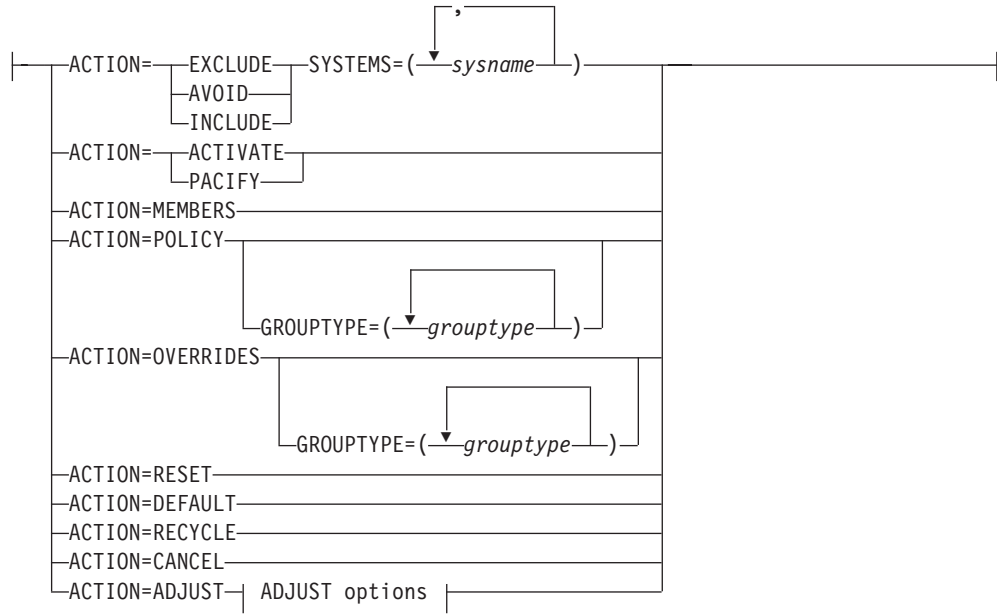 ,
ACTION= EXCLUDE SYSTEMS=( sysname )
AVOID
INCLUDE
ACTION= ACTIVATE
PACIFY
ACTION=MEMBERS
ACTION=POLICY
GROUPTYPE=( grouptype )
ACTION=OVERRIDES
GROUPTYPE=( grouptype )
ACTION=RESET
ACTION=DEFAULT
ACTION=RECYCLE
ACTION=CANCEL
ACTION=ADJUST ADJUST options